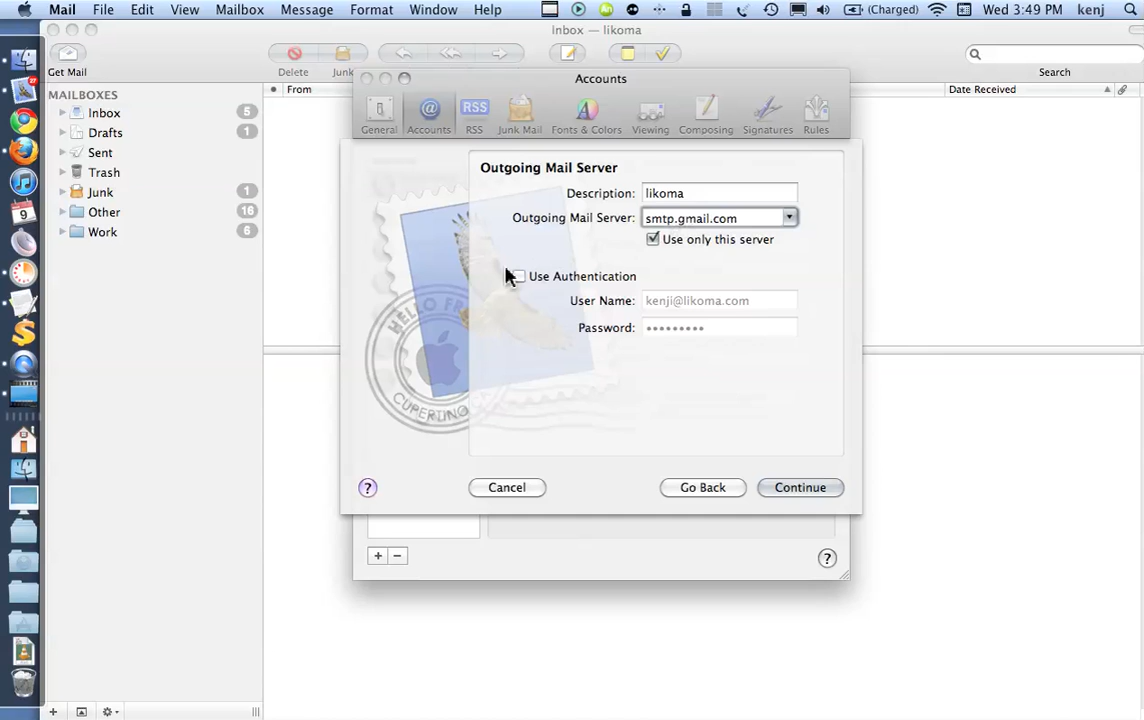 Mail File Edit View Mailbox Message Format Window Help (Charged) Wed 3:49 PM kenj
Inbox — likoma
Get Mail
Delete
Junk
Search
Accounts
RSS
General Accounts RSS Junk Mail Fonts & Colors Viewing Composing Signatures Rules
MAILBOXES
From
Date Received
Inbox 5
Drafts 1
Sent
Trash
Junk 1
Other 16
Work
Outgoing Mail Server
Description: likoma
Outgoing Mail Server: smtp.gmail.com
Use only this server
Use Authentication
User Name: kenji@likoma.com
Password: •••••••••
HELLO FR
CUPERTINO
? Cancel Go Back Continue
+ − ?
9